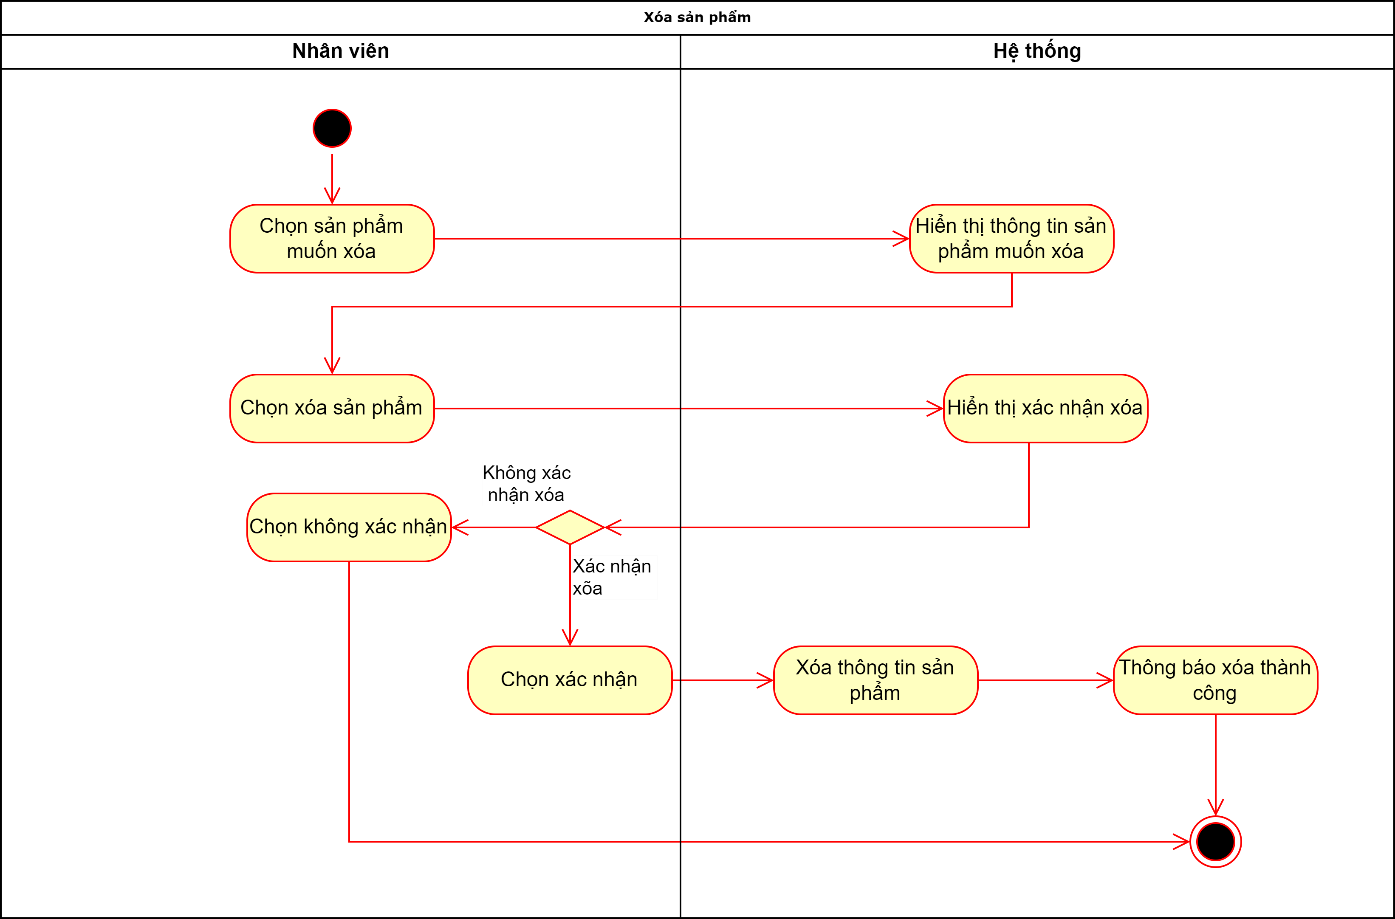 Xóa sản phẩm
Nhân viên
Hệ thống
Chọn sản phẩm
muốn xóa
Hiển thị thông tin sản
phẩm muốn xóa
Chọn xóa sản phẩm
Hiển thị xác nhận xóa
Không xác
nhận xóa
Chọn không xác nhận
Xác nhận
xõa
Chọn xác nhận
Xóa thông tin sản
phẩm
Thông báo xóa thành
công